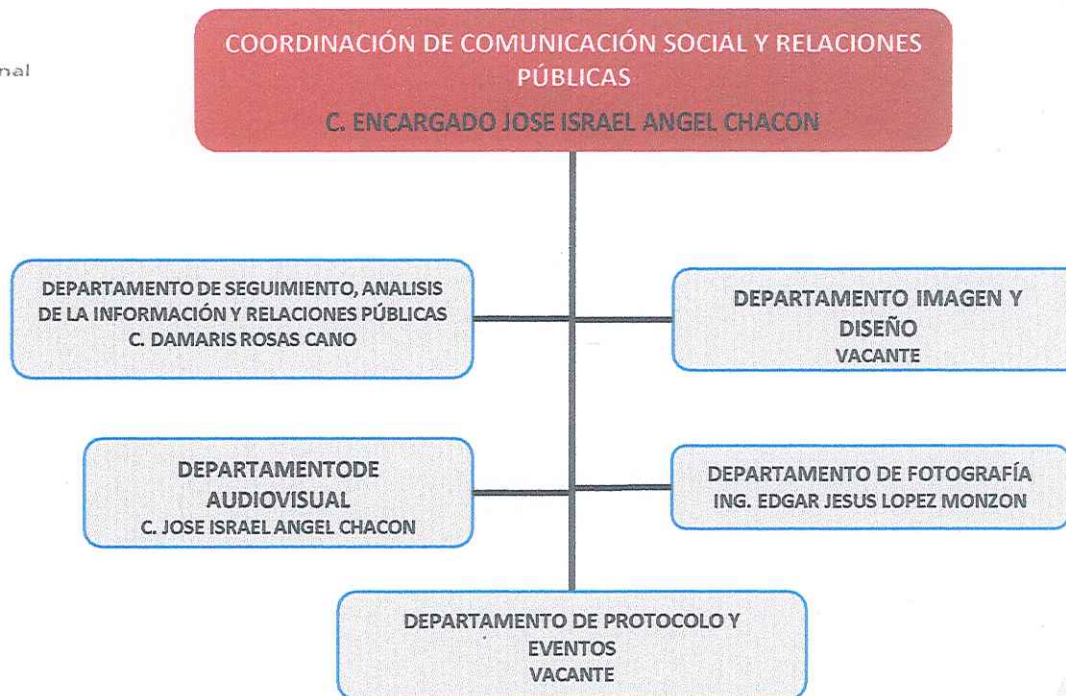 COORDINACIÓN DE COMUNICACIÓN SOCIAL Y RELACIONES
PÚBLICAS
C. ENCARGADO JOSE ISRAEL ANGEL CHACON
DEPARTAMENTO DE SEGUIMIENTO, ANALISIS
DE LA INFORMACIÓN Y RELACIONES PÚBLICAS
C. DAMARIS ROSAS CANO
DEPARTAMENTO IMAGEN Y
DISEÑO
VACANTE
DEPARTAMENTODE
AUDIOVISUAL
C. JOSE ISRAEL ANGEL CHACON
DEPARTAMENTO DE FOTOGRAFÍA
ING. EDGAR JESUS LOPEZ MONZON
DEPARTAMENTO DE PROTOCOLO Y
EVENTOS
VACANTE